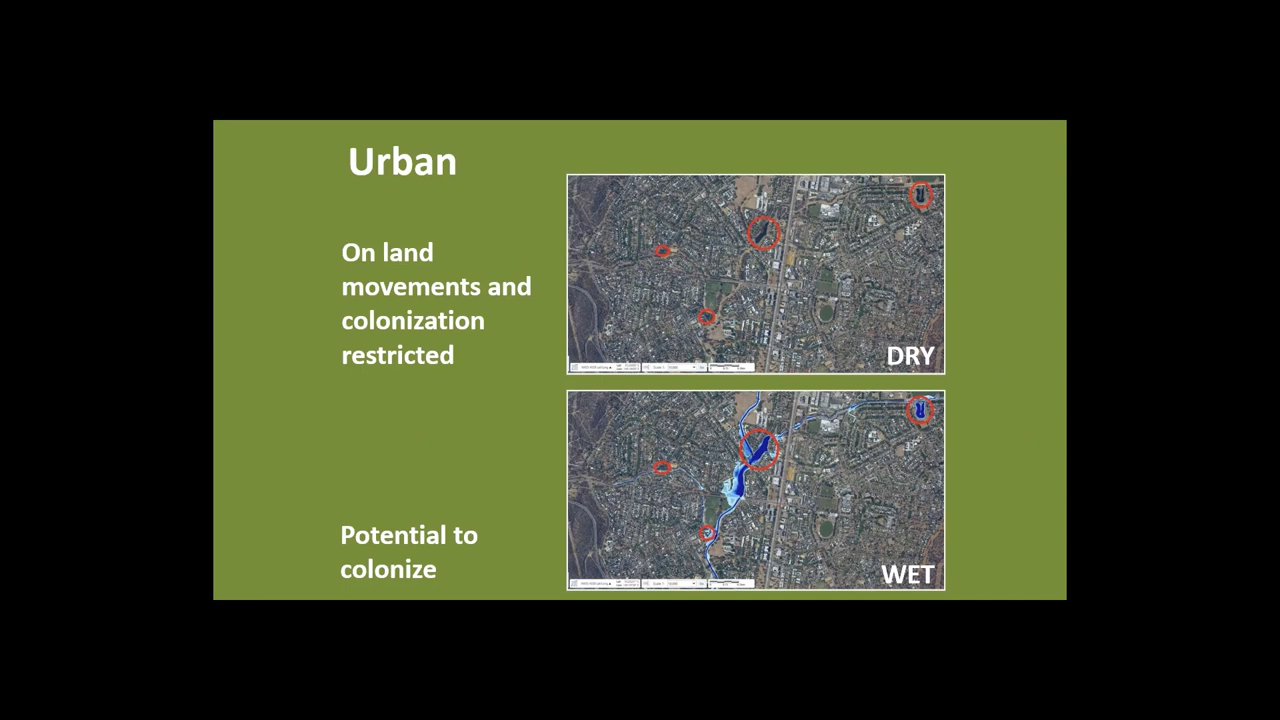 Urban
On land
movements and
colonization
restricted
DRY
Potential to
colonize
WET